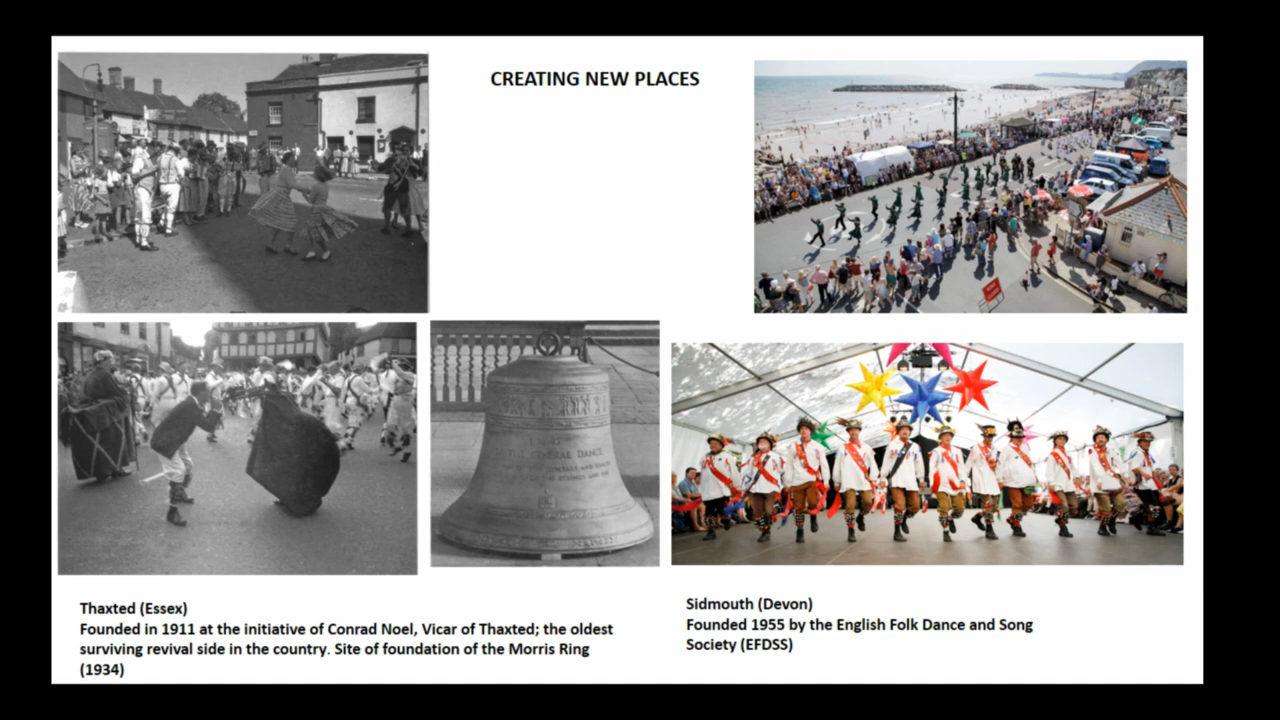 CREATING NEW PLACES
GENERAL DANCE
Thaxted (Essex)
Founded in 1911 at the initiative of Conrad Noel, Vicar of Thaxted; the oldest
surviving revival side in the country. Site of foundation of the Morris Ring
(1934)
Sidmouth (Devon)
Founded 1955 by the English Folk Dance and Song
Society (EFDSS)